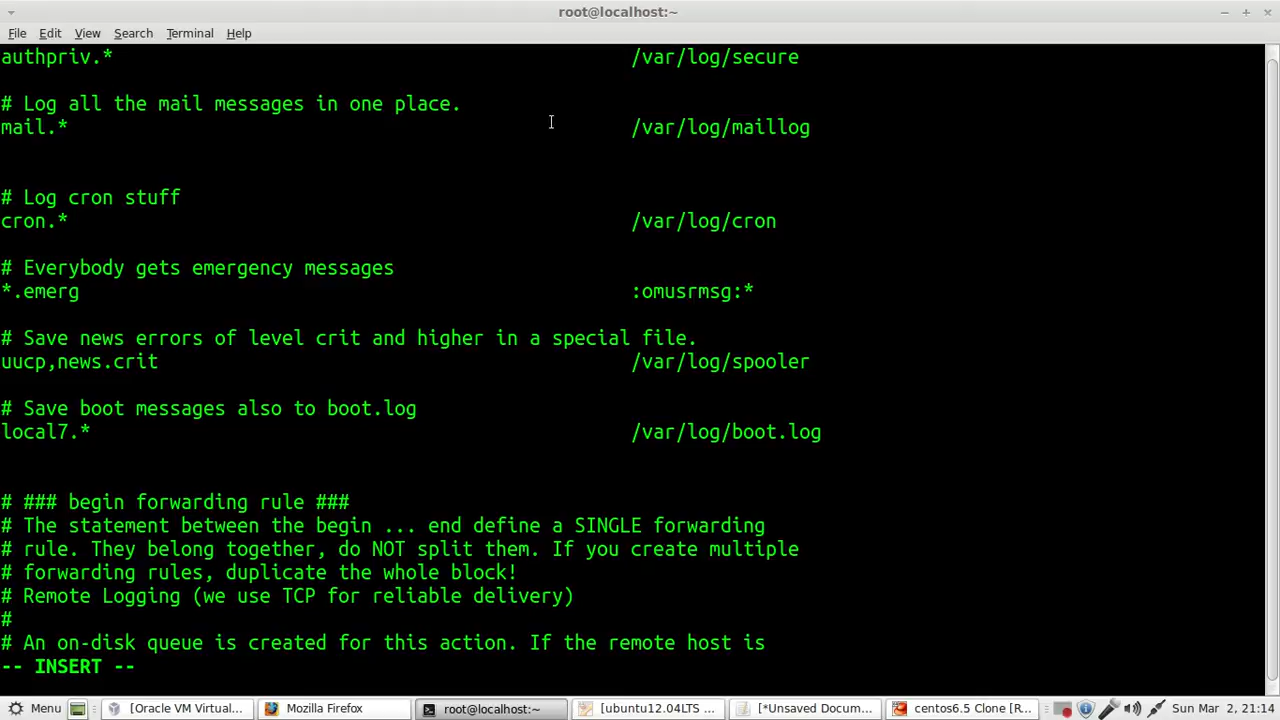 root@localhost:~
File Edit View Search Terminal Help
authpriv.* /var/log/secure
# Log all the mail messages in one place.
mail.* /var/log/maillog
# Log cron stuff
cron.* /var/log/cron
# Everybody gets emergency messages
*.emerg :omusrmsg:*
# Save news errors of level crit and higher in a special file.
uucp,news.crit /var/log/spooler
# Save boot messages also to boot.log
local7.* /var/log/boot.log
# ### begin forwarding rule ###
# The statement between the begin ... end define a SINGLE forwarding
# rule. They belong together, do NOT split them. If you create multiple
# forwarding rules, duplicate the whole block!
# Remote Logging (we use TCP for reliable delivery)
#
# An on-disk queue is created for this action. If the remote host is
-- INSERT --
Menu [Oracle VM Virtual... Mozilla Firefox root@localhost:~ [ubuntu12.04LTS ... [*Unsaved Docum... centos6.5 Clone [R... Sun Mar 2, 21:14